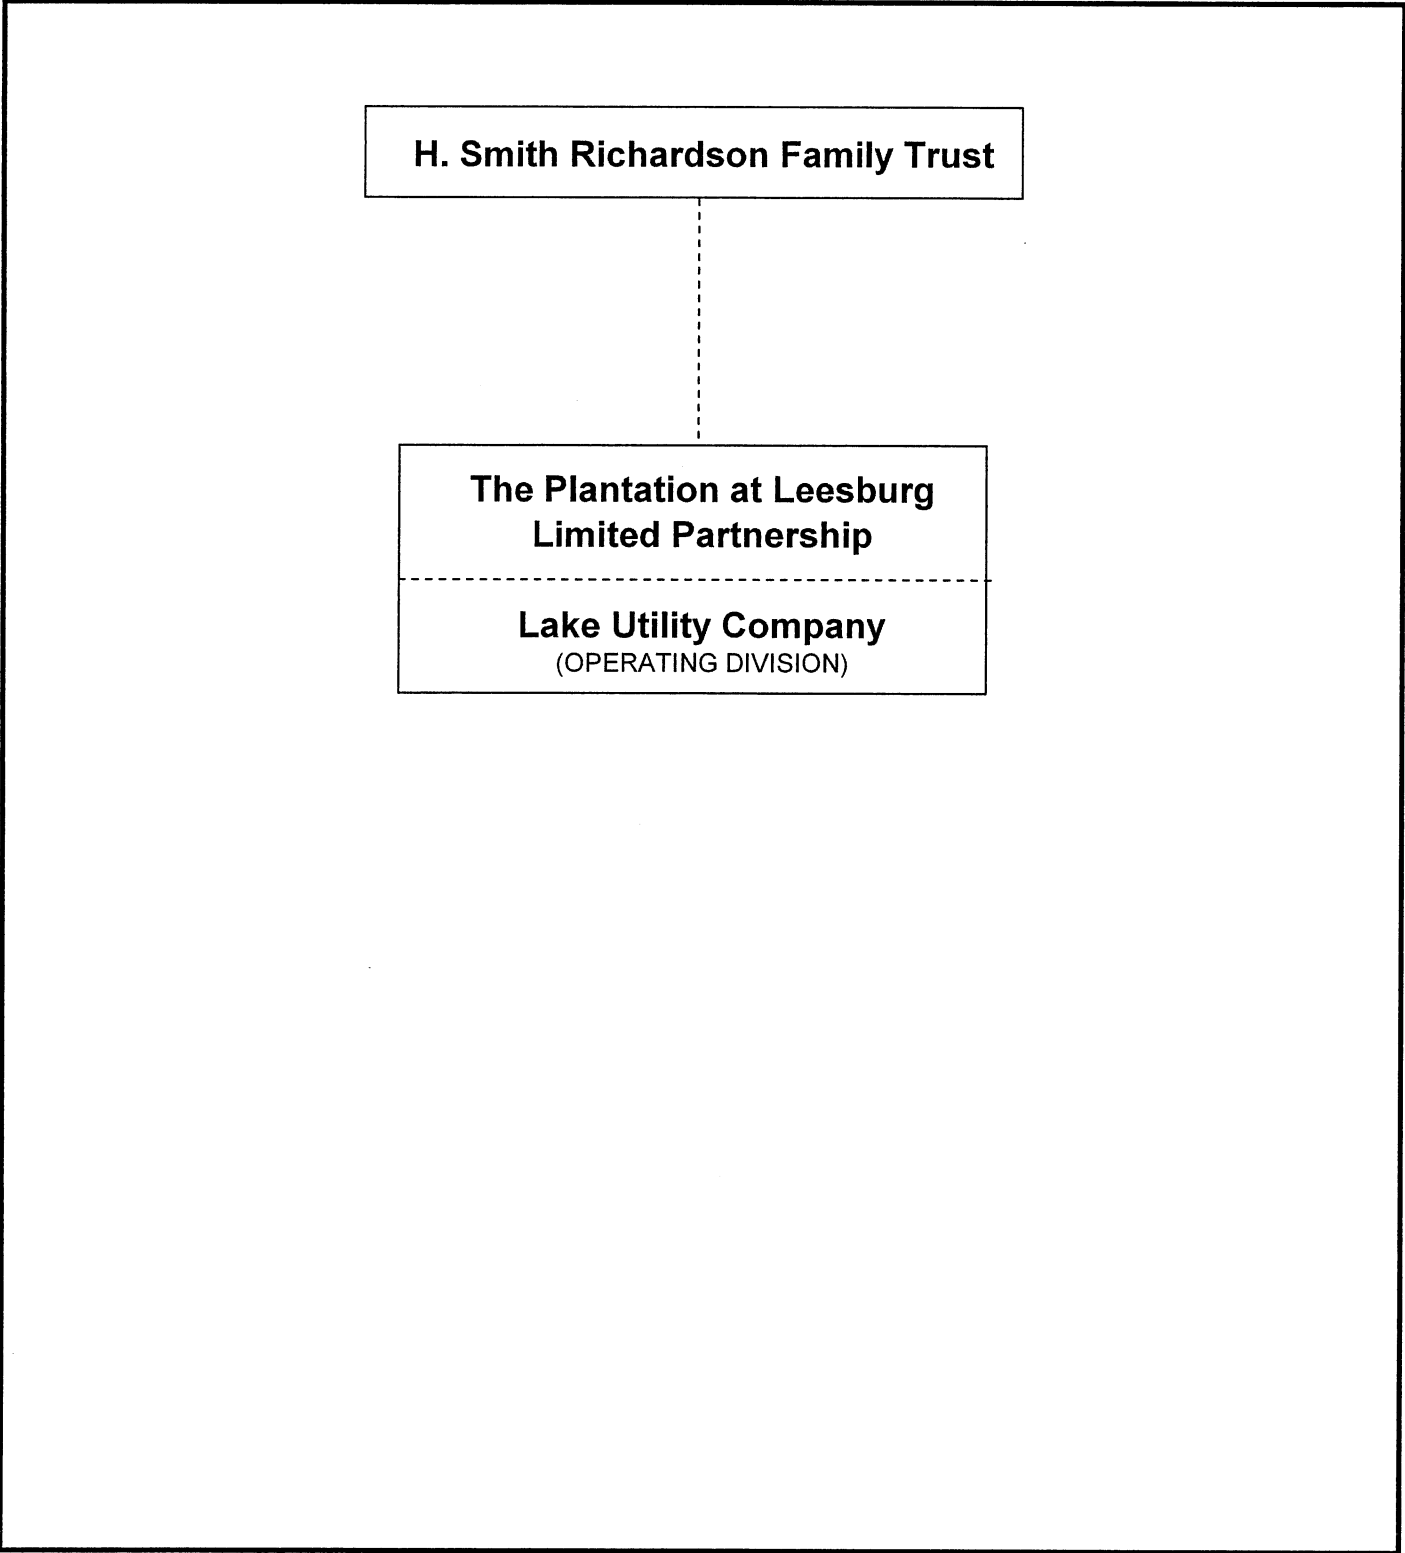 H. Smith Richardson Family Trust
The Plantation at Leesburg
Limited Partnership
Lake Utility Company
(OPERATING DIVISION)